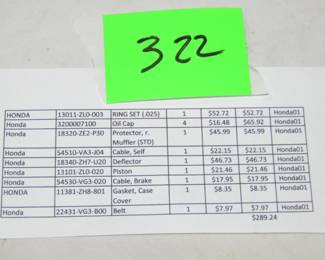 322
HONDA 13011-ZL0-003 RING SET (.025) 1 $52.72 $52.72 Honda01
Honda 3200007100 Oil Cap 4 $16.48 $65.92 Honda01
Honda 18320-ZE2-P30 Protector, r. 1 $45.99 $45.99 Honda01
Muffler (STD)
Honda 54510-VA3-J04 Cable, Self 1 $22.15 $22.15 Honda01
Honda 18340-ZH7-U20 Deflector 1 $46.73 $46.73 Honda01
Honda 13101-ZL0-020 Piston 1 $21.46 $21.46 Honda01
Honda 54530-VG3-020 Cable, Brake 1 $17.95 $17.95 Honda01
HONDA 11381-ZH8-801 Gasket, Case 1 $8.35 $8.35 Honda01
Cover
Honda 22431-VG3-B00 Belt 1 $7.97 $7.97 Honda01
$289.24